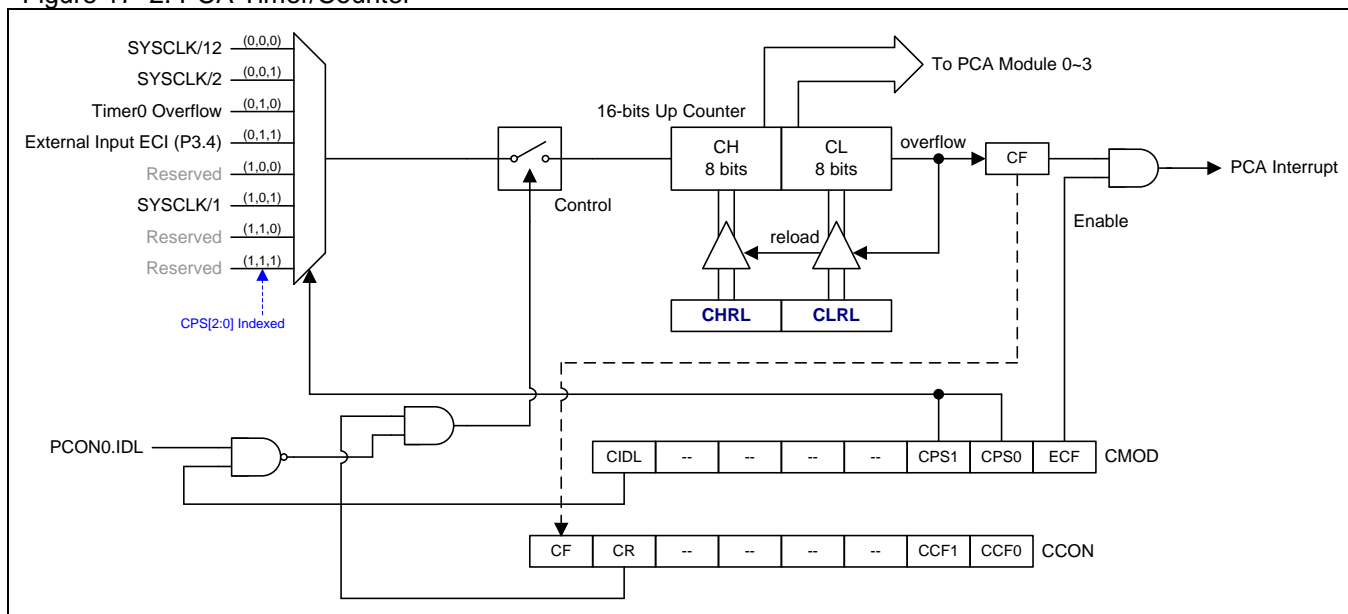 Figure 17-2. PCA Timer/Counter
SYSCLK/12 (0,0,0)
SYSCLK/2 (0,0,1)
Timer0 Overflow (0,1,0)
External Input ECI (P3.4) (0,1,1)
Reserved (1,0,0)
SYSCLK/1 (1,0,1)
Reserved (1,1,0)
Reserved (1,1,1)
CPS[2:0] Indexed
Control
To PCA Module 0~3
16-bits Up Counter
CH
8 bits
CL
8 bits
overflow
CF
PCA Interrupt
Enable
reload
CHRL CLRL
PCON0.IDL
CIDL -- -- -- -- CPS1 CPS0 ECF CMOD
CF CR -- -- -- -- CCF1 CCF0 CCON